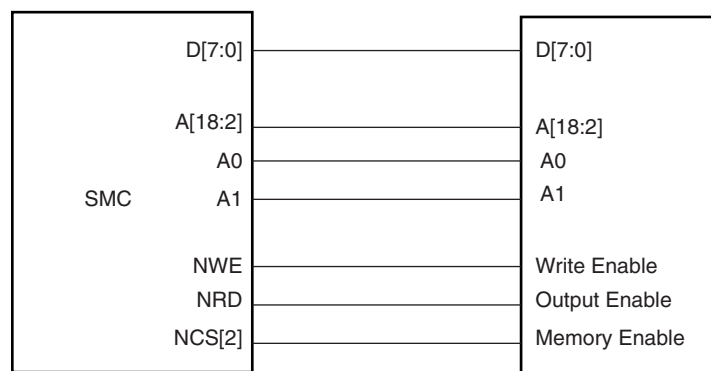 D[7:0] D[7:0]
A[18:2] A[18:2]
A0 A0
SMC A1 A1
NWE Write Enable
NRD Output Enable
NCS[2] Memory Enable